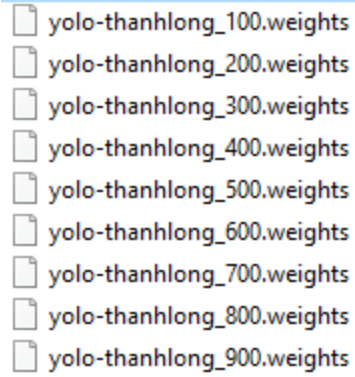 yolo-thanhlong_100.weights
yolo-thanhlong_200.weights
yolo-thanhlong_300.weights
yolo-thanhlong_400.weights
yolo-thanhlong_500.weights
yolo-thanhlong_600.weights
yolo-thanhlong_700.weights
yolo-thanhlong_800.weights
yolo-thanhlong_900.weights